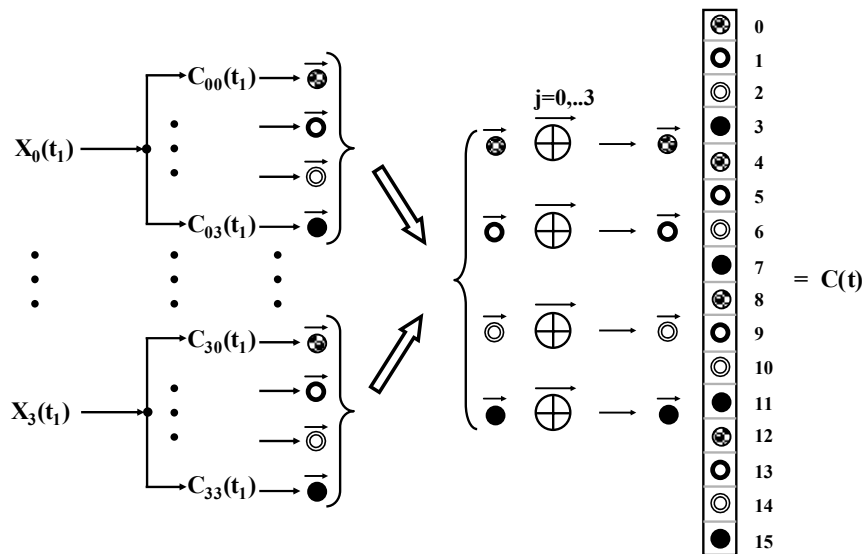 C₀₀(t₁)
X₀(t₁)
C₀₃(t₁)
C₃₀(t₁)
X₃(t₁)
C₃₃(t₁)
j=0,..3
0
1
2
3
4
5
6
7
8
9
10
11
12
13
14
15
= C(t)